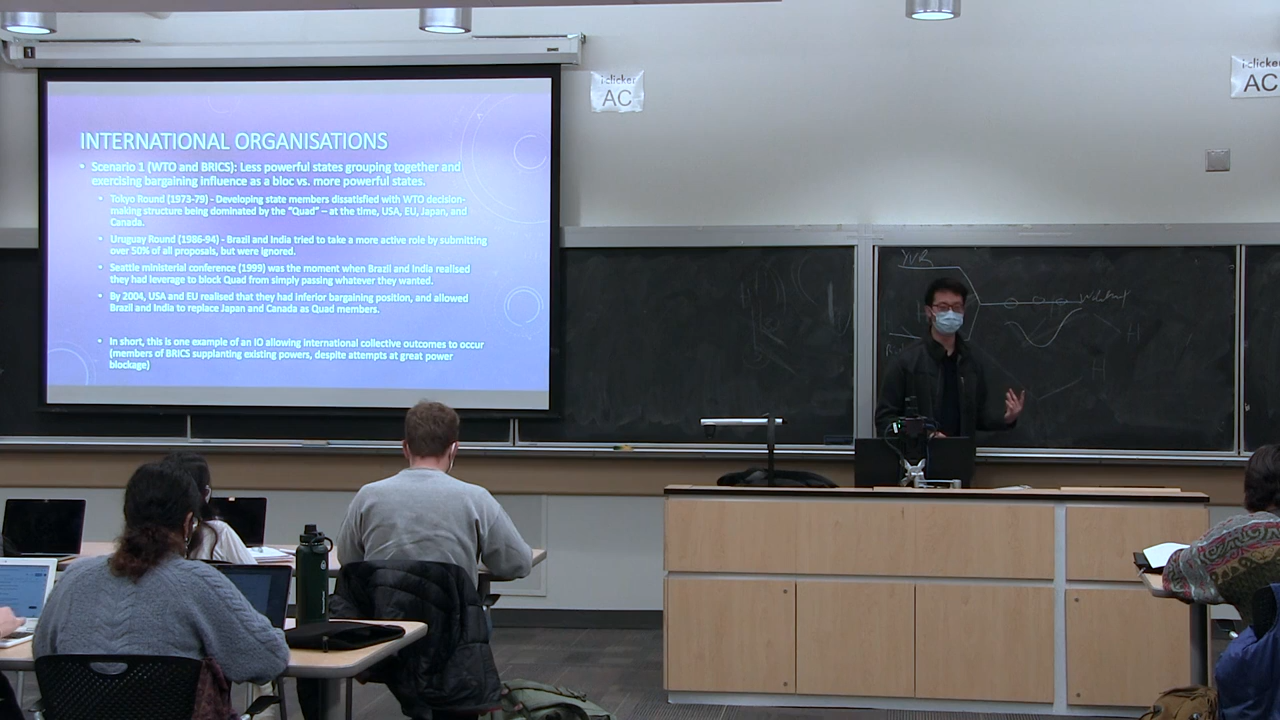 INTERNATIONAL ORGANISATIONS
• Scenario 1 (WTO and BRICS): Less powerful states grouping together and
exercising bargaining influence as a bloc vs. more powerful states.
• Tokyo Round (1973-79) - Developing state members dissatisfied with WTO decision-
making structure being dominated by the "Quad" – at the time, USA, EU, Japan, and
Canada.
• Uruguay Round (1986-94) - Brazil and India tried to take a more active role by submitting
over 50% of all proposals, but were ignored.
• Seattle ministerial conference (1999) was the moment when Brazil and India realised
they had leverage to block Quad from simply passing whatever they wanted.
• By 2004, USA and EU realised that they had inferior bargaining position, and allowed
Brazil and India to replace Japan and Canada as Quad members.
• In short, this is one example of an IO allowing international collective outcomes to occur
(members of BRICS supplanting existing powers, despite attempts at great power
blockage)
i-clicker
AC
i-clicker
AC
YVR
H
H